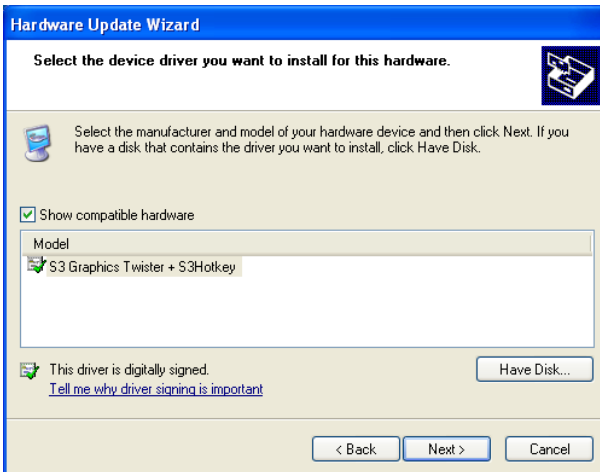 Hardware Update Wizard
Select the device driver you want to install for this hardware.
Select the manufacturer and model of your hardware device and then click Next. If you
have a disk that contains the driver you want to install, click Have Disk.
Show compatible hardware
Model
S3 Graphics Twister + S3Hotkey
This driver is digitally signed.
Have Disk...
Tell me why driver signing is important
< Back
Next >
Cancel